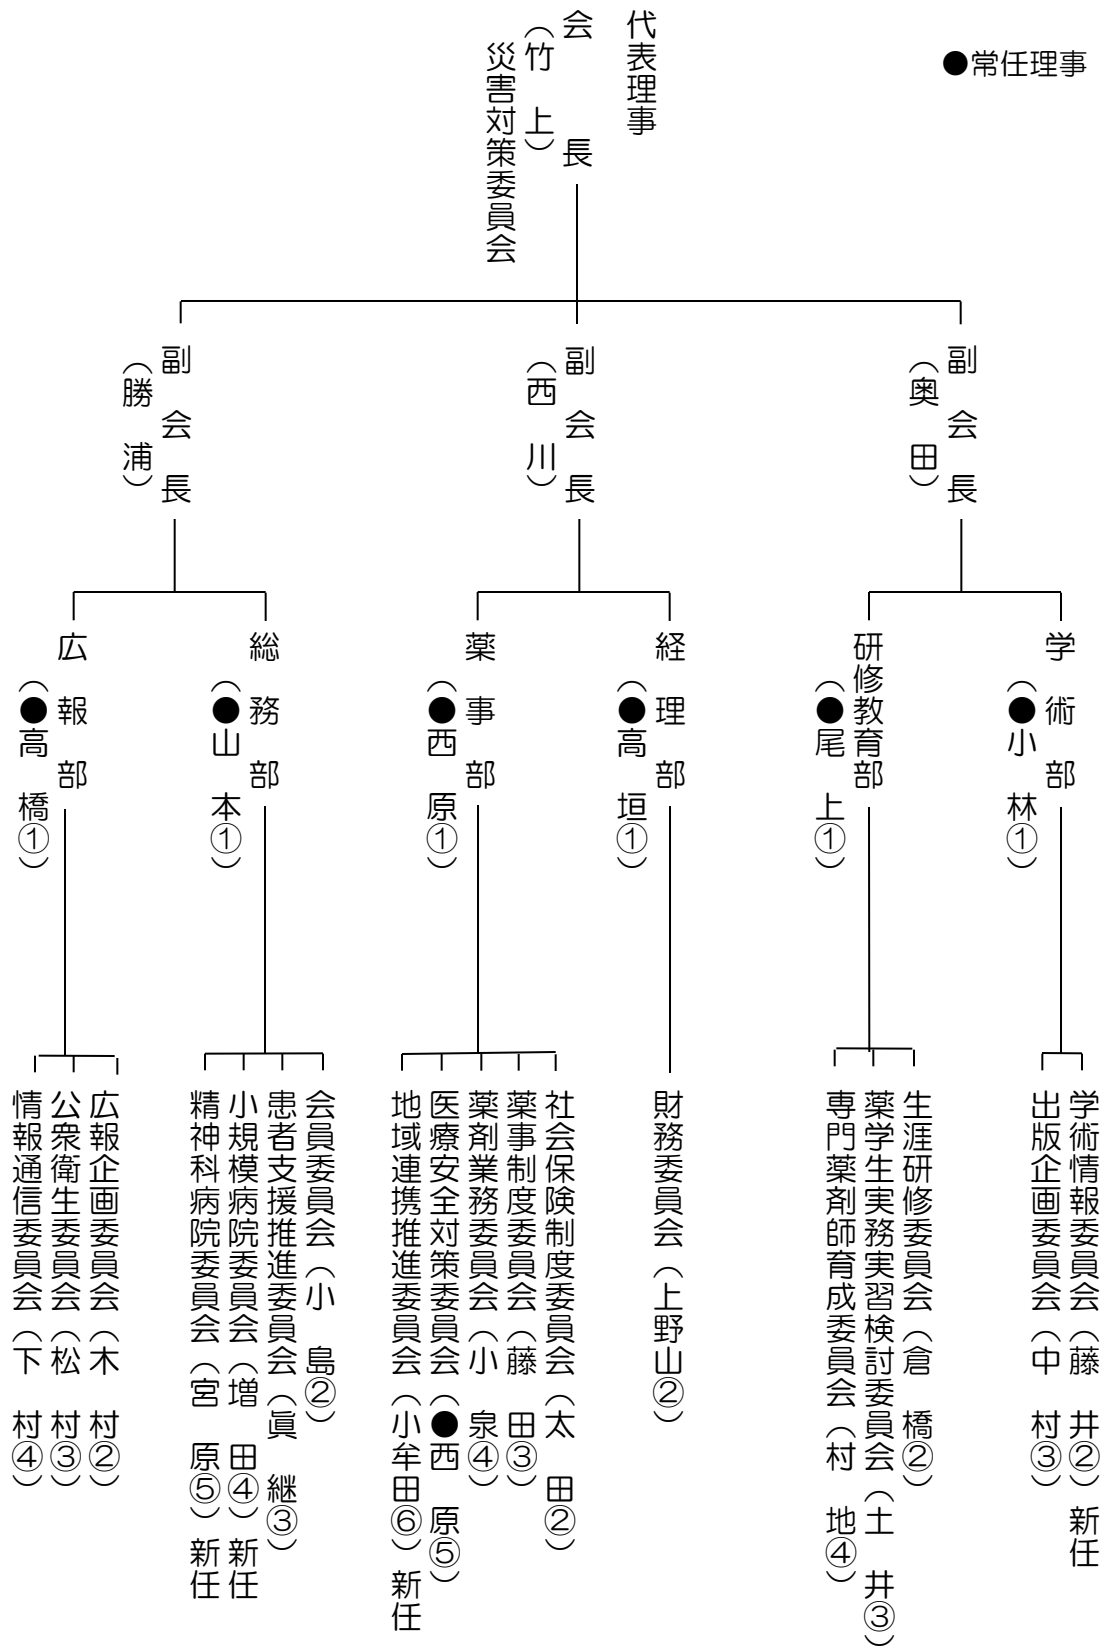 ●常任理事
代表理事
会　長
（竹　上）
災害対策委員会
副　会　長
（奥　田）
副　会　長
（西　川）
副　会　長
（勝　浦）
学　術　部
（●小　林①）
研修教育部
（●尾　上①）
経　理　部
（●高　垣①）
薬　事　部
（●西　原①）
総　務　部
（●山　本①）
広　報　部
（●高　橋①）
学術情報委員会（藤　井②）新任
出版企画委員会（中　村③）
生涯研修委員会（倉　橋②）
薬学生実務実習検討委員会（土　井③）
専門薬剤師育成委員会（村　地④）
財務委員会（上野山②）
社会保険制度委員会（太　田②）
薬事制度委員会（藤　田③）
薬剤業務委員会（小　泉④）
医療安全対策委員会（●西　原⑤）
地域連携推進委員会（小牟田⑥）新任
会員委員会（小　島②）
患者支援推進委員会（眞　継③）
小規模病院委員会（増　田④）新任
精神科病院委員会（宮　原⑤）新任
広報企画委員会（木　村②）
公衆衛生委員会（松　村③）
情報通信委員会（下　村④）